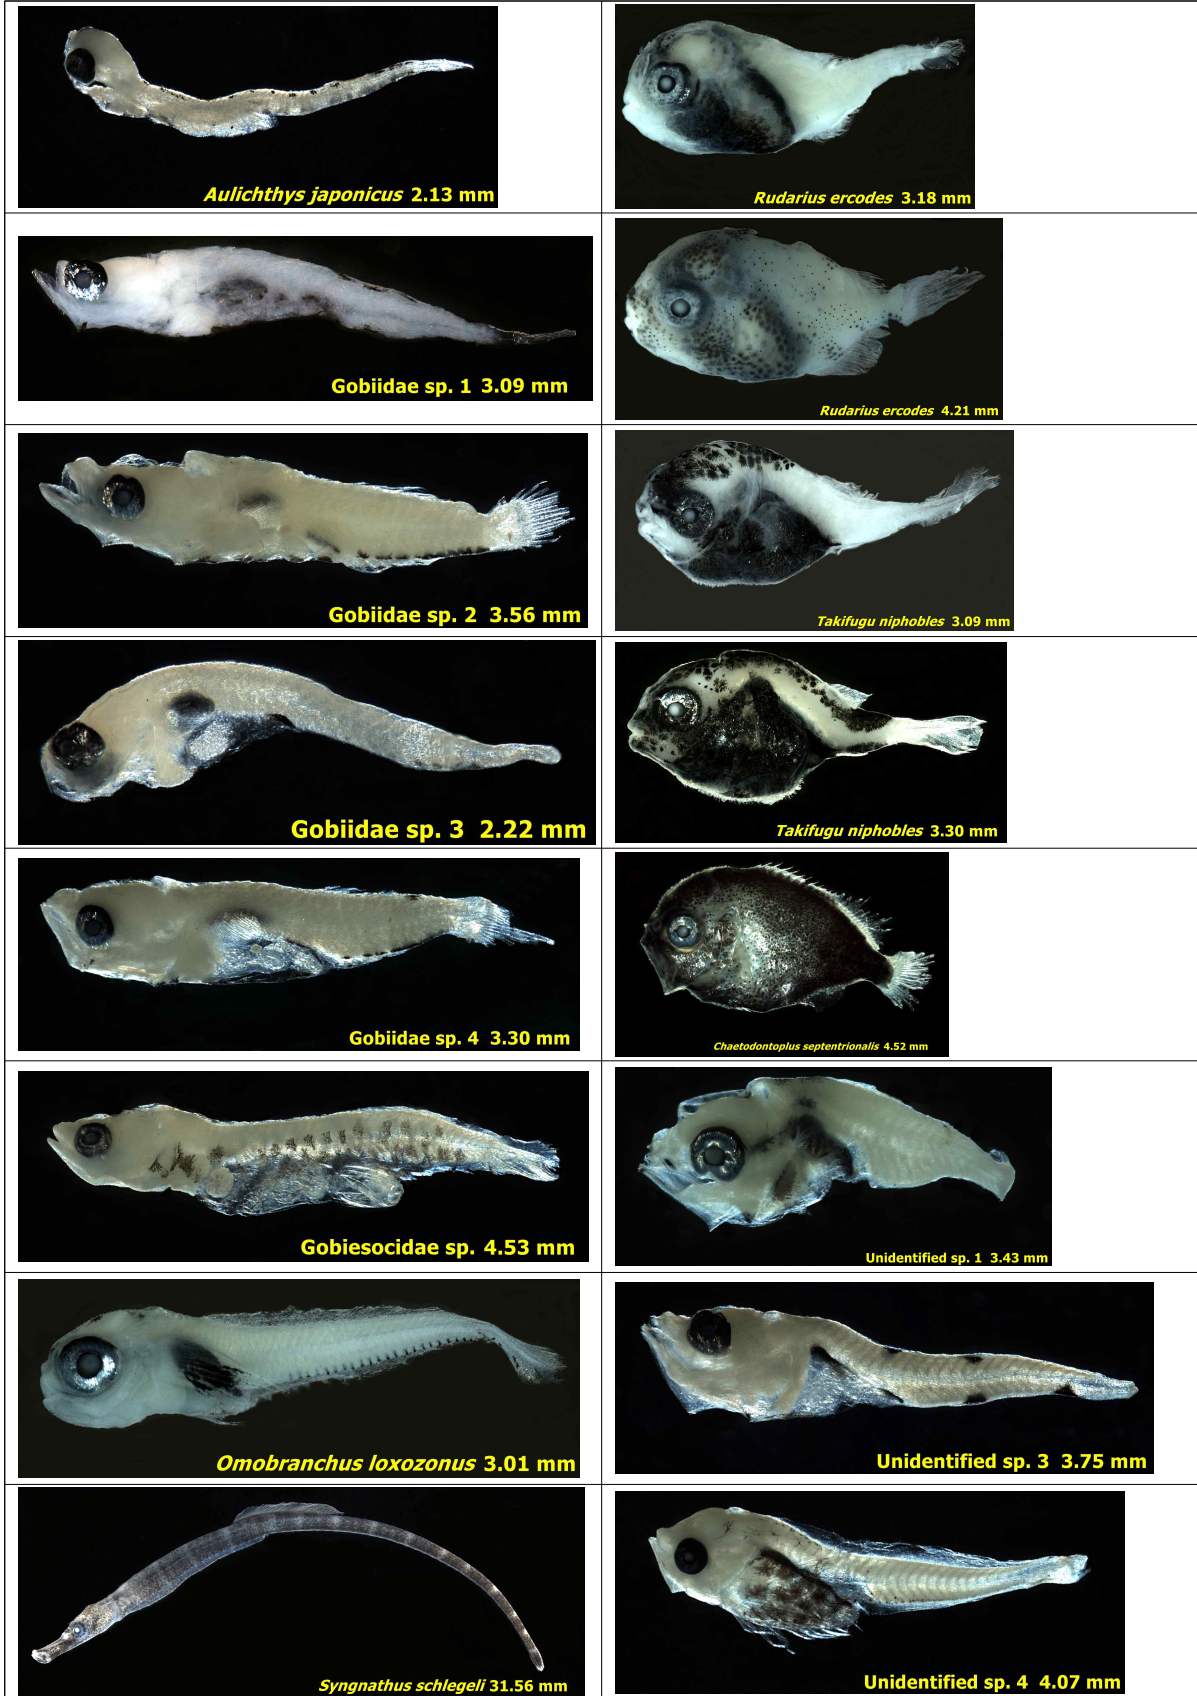 Aulichthys japonicus 2.13 mm
Rudarius ercodes 3.18 mm
Gobiidae sp. 1 3.09 mm
Rudarius ercodes 4.21 mm
Gobiidae sp. 2 3.56 mm
Takifugu niphobles 3.09 mm
Gobiidae sp. 3 2.22 mm
Takifugu niphobles 3.30 mm
Gobiidae sp. 4 3.30 mm
Chaetodontoplus septentrionalis 4.52 mm
Gobiesocidae sp. 4.53 mm
Unidentified sp. 1 3.43 mm
Omobranchus loxozonus 3.01 mm
Unidentified sp. 3 3.75 mm
Syngnathus schlegeli 31.56 mm
Unidentified sp. 4 4.07 mm